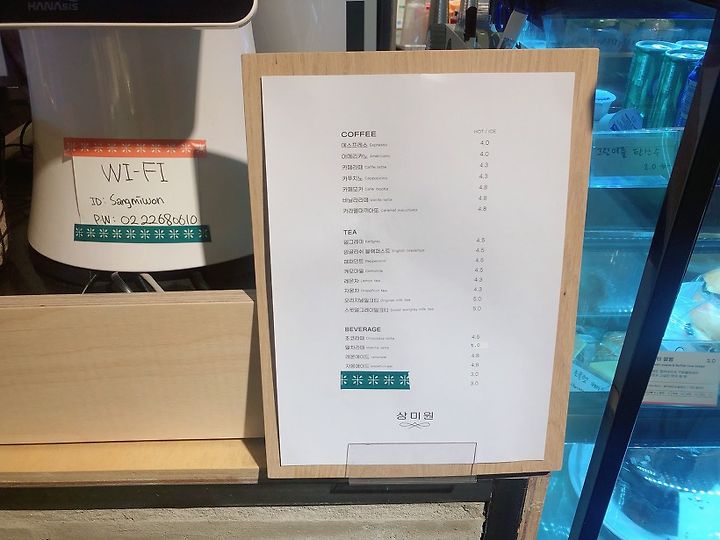 HANAsis
WI-FI
ID: Sangmiwon
PW: 0222680610
COFFEE HOT / ICE
에스프레소 Espresso 4.0
아메리카노 Americano 4.0
카페라떼 Caffe latte 4.3
카푸치노 Cappuccino 4.3
카페모카 Cafe mocha 4.8
바닐라라떼 Vanilla latte 4.8
카라멜마끼아또 Caramel macchiato 4.8
TEA
얼그레이 Earlgrey 4.5
잉글리쉬 블랙퍼스트 English breakfast 4.5
페퍼민트 Peppermint 4.5
캐모마일 Camomile 4.5
레몬차 Lemon tea 4.3
자몽차 Grapefruit tea 4.3
오리지날밀크티 Original milk tea 5.0
스윗얼그레이밀크티 Sweet earlgrey milk tea 5.0
BEVERAGE
초코라떼 Chocolate latte 4.5
말차라떼 Matcha latte
레몬에이드 Lemonade 4.8
자몽에이드 4.8
3.0
3.0
상미원
탄산수